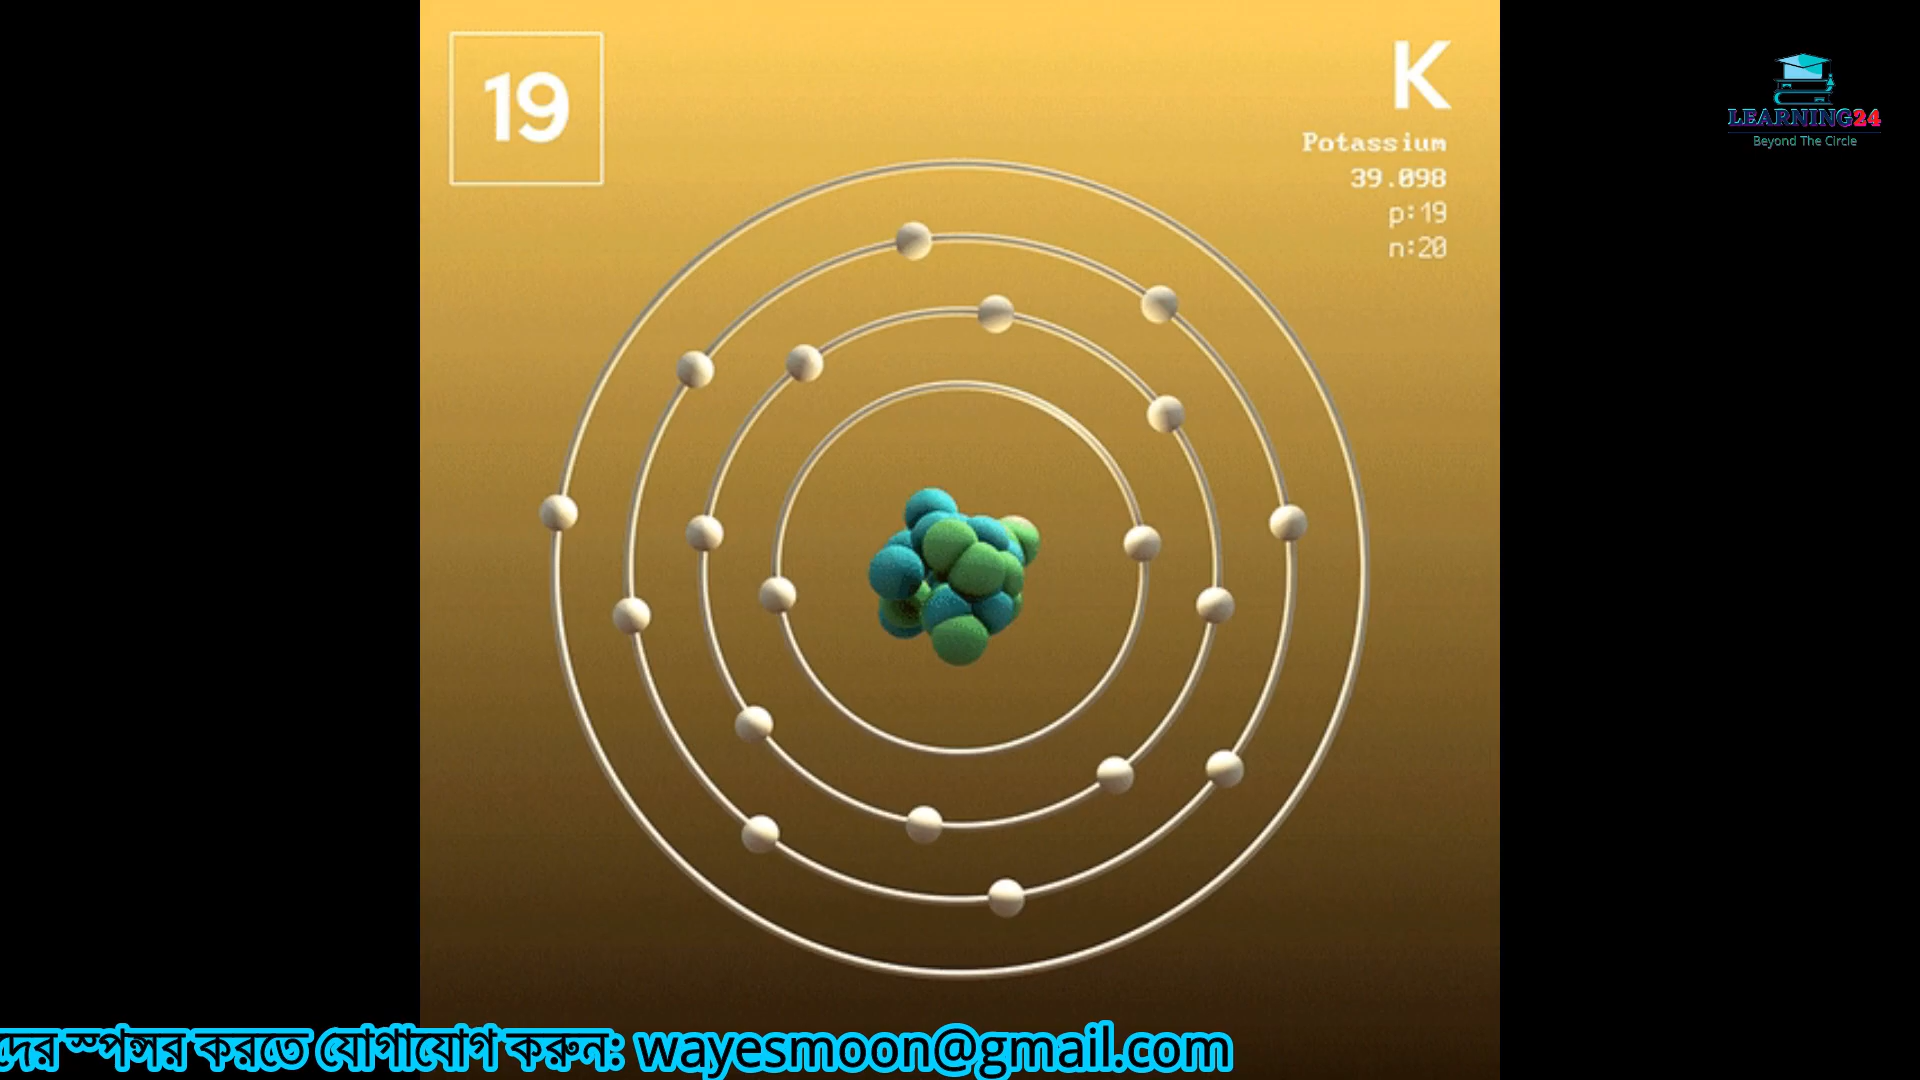 19
K
Potassium
39.098
p:19
n:20
LEARNING24
Beyond The Circle
স্পন্সর করতে যোগাযোগ করুন: wayesmoon@gmail.com